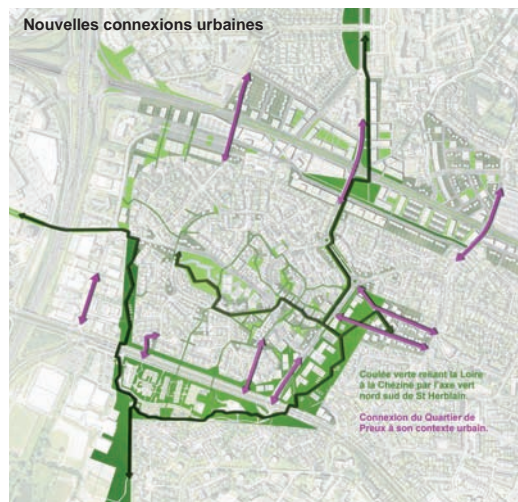 Nouvelles connexions urbaines
Coulée verte reliant la Loire
à la Chézine par l'axe vert
nord sud de St Herblain.
Connexion du Quartier de
Preux à son contexte urbain.